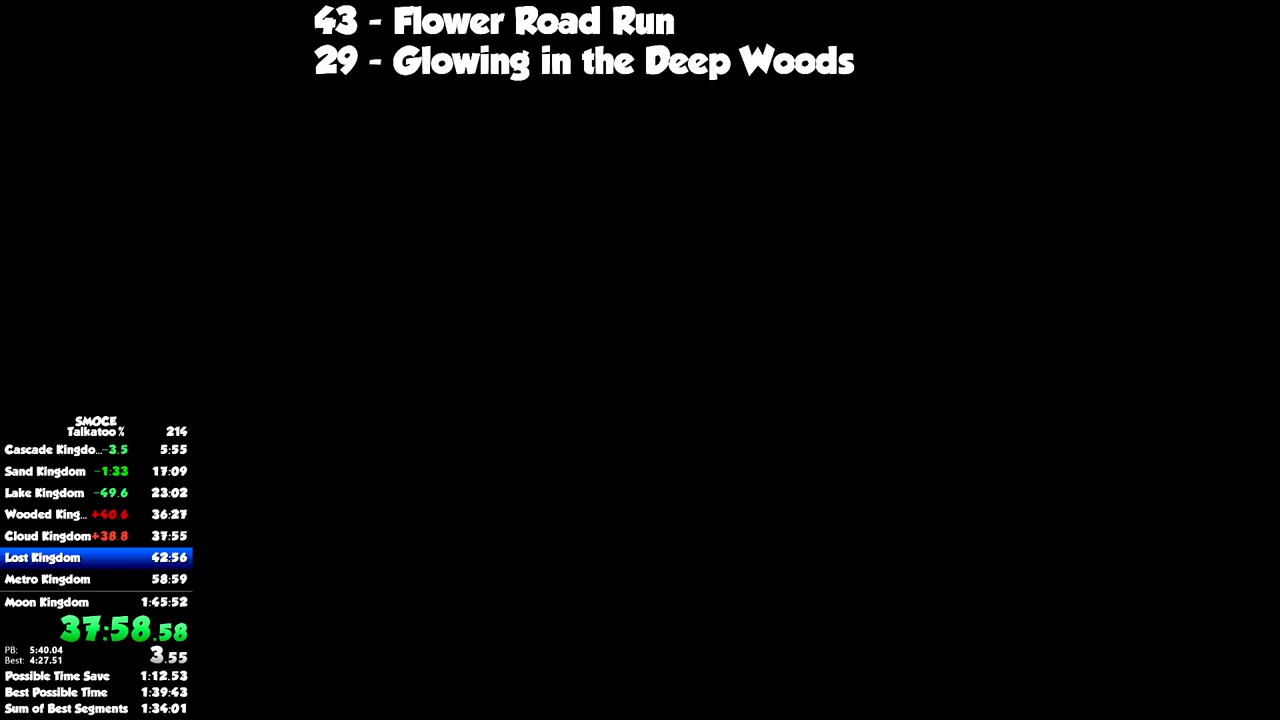 43 - Flower Road Run
29 - Glowing in the Deep Woods
SMOCE
Talkatoo% 214
Cascade Kingdo... -3.5 5:55
Sand Kingdom -1:33 17:09
Lake Kingdom -49.6 23:02
Wooded King... +40.6 36:27
Cloud Kingdom +38.8 37:55
Lost Kingdom 42:56
Metro Kingdom 58:59
Moon Kingdom 1:45:52
37:58.58
PB: 5:40.04
Best: 4:27.51
3.55
Possible Time Save 1:12.53
Best Possible Time 1:39:43
Sum of Best Segments 1:34:01